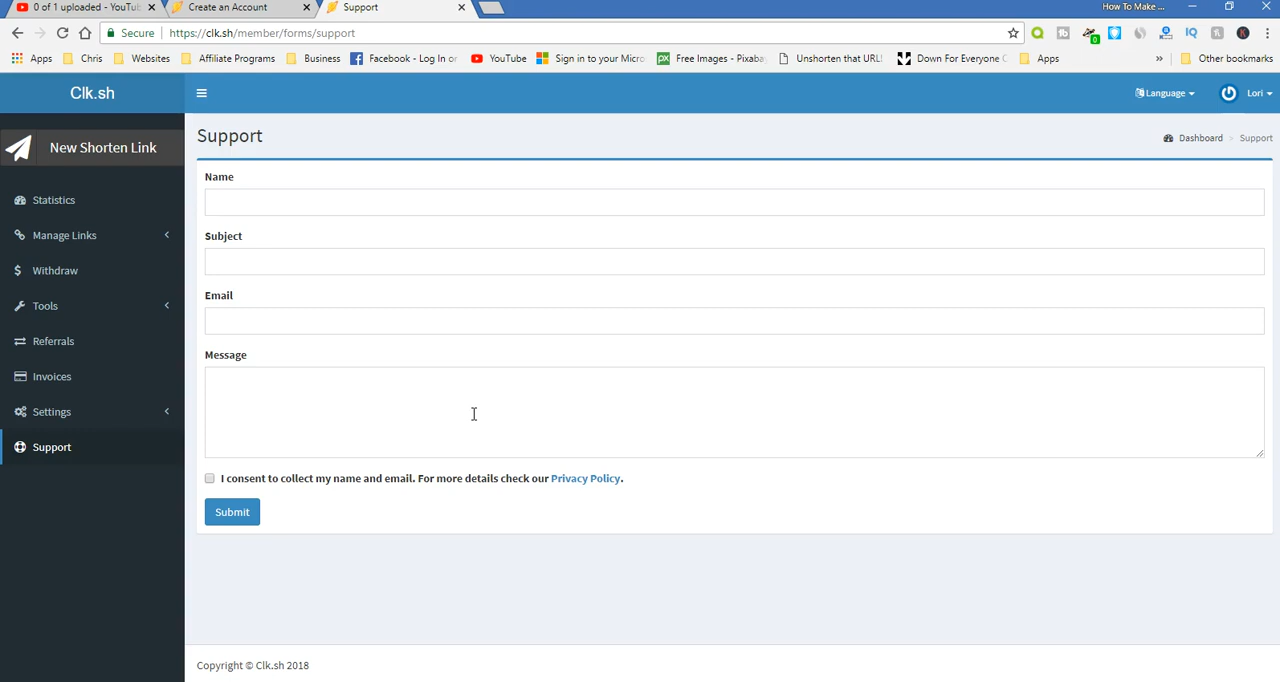 0 of 1 uploaded - YouTu
Create an Account
Support
How To Make ...
Secure
https://clk.sh/member/forms/support
Apps
Chris
Websites
Affiliate Programs
Business
Facebook - Log In or
YouTube
Sign in to your Micro
Free Images - Pixaba
Unshorten that URL!
Down For Everyone O
Apps
»
Other bookmarks
Clk.sh
Language
Lori
New Shorten Link
Support
Dashboard > Support
Statistics
Manage Links
Withdraw
Tools
Referrals
Invoices
Settings
Support
Name
Subject
Email
Message
I consent to collect my name and email. For more details check our Privacy Policy.
Submit
Copyright © Clk.sh 2018